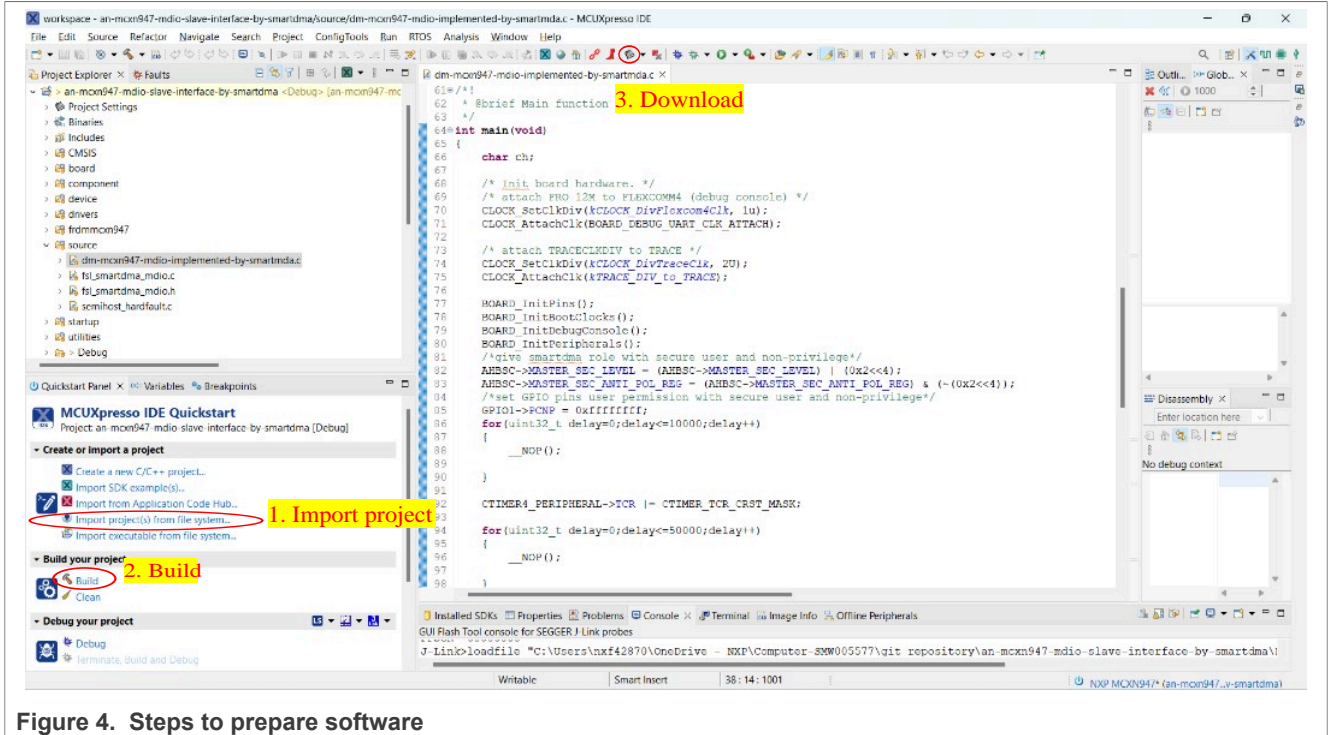 workspace - an-mcxn947-mdio-slave-interface-by-smartdma/source/dm-mcxn947-mdio-implemented-by-smartmda.c - MCUXpresso IDE
File Edit Source Refactor Navigate Search Project ConfigTools Run RTOS Analysis Window Help
Project Explorer Faults
> an-mcxn947-mdio-slave-interface-by-smartdma <Debug> [an-mcxn947-mc
Project Settings
Binaries
Includes
CMSIS
board
component
device
drivers
frdmmcxn947
source
dm-mcxn947-mdio-implemented-by-smartmda.c
fsl_smartdma_mdio.c
fsl_smartdma_mdio.h
semihost_hardfault.c
startup
utilities
> Debug
Quickstart Panel (x)= Variables Breakpoints
MCUXpresso IDE Quickstart
IDE
Project: an-mcxn947-mdio-slave-interface-by-smartdma [Debug]
Create or import a project
Create a new C/C++ project...
Import SDK example(s)...
Import from Application Code Hub...
Import project(s) from file system...
1. Import project
Import executable from file system...
Build your project
Build
2. Build
Clean
Debug your project
LS
Debug
Terminate, Build and Debug
dm-mcxn947-mdio-implemented-by-smartmda.c
3. Download
61 /*!
62 * @brief Main function
63 */
64 int main(void)
65 {
66 char ch;
67
68 /* Init board hardware. */
69 /* attach FRO 12M to FLEXCOMM4 (debug console) */
70 CLOCK_SetClkDiv(kCLOCK_DivFlexcom4Clk, 1u);
71 CLOCK_AttachClk(BOARD_DEBUG_UART_CLK_ATTACH);
72
73 /* attach TRACECLKDIV to TRACE */
74 CLOCK_SetClkDiv(kCLOCK_DivTraceClk, 2U);
75 CLOCK_AttachClk(kTRACE_DIV_to_TRACE);
76
77 BOARD_InitPins();
78 BOARD_InitBootClocks();
79 BOARD_InitDebugConsole();
80 BOARD_InitPeripherals();
81 /*give smartdma role with secure user and non-privilege*/
82 AHBSC->MASTER_SEC_LEVEL = (AHBSC->MASTER_SEC_LEVEL) | (0x2<<4);
83 AHBSC->MASTER_SEC_ANTI_POL_REG = (AHBSC->MASTER_SEC_ANTI_POL_REG) & (~(0x2<<4));
84 /*set GPIO pins user permission with secure user and non-privilege*/
85 GPIO1->PCNP = 0xffffffff;
86 for(uint32_t delay=0;delay<=10000;delay++)
87 {
88 __NOP();
89
90 }
91
92 CTIMER4_PERIPHERAL->TCR |= CTIMER_TCR_CRST_MASK;
93
94 for(uint32_t delay=0;delay<=50000;delay++)
95 {
96 __NOP();
97
98 }
Outli... Glob...
1000
Disassembly
Enter location here
No debug context
Installed SDKs Properties Problems Console Terminal Image Info Offline Peripherals
GUI Flash Tool console for SEGGER J-Link probes
J-Link>loadfile "C:\Users\nxf42870\OneDrive - NXP\Computer-SMW005577\git repository\an-mcxn947-mdio-slave-interface-by-smartdma\
Writable Smart Insert 38 : 14 : 1001
NXP MCXN947* (an-mcxn947...v-smartdma)
Figure 4. Steps to prepare software